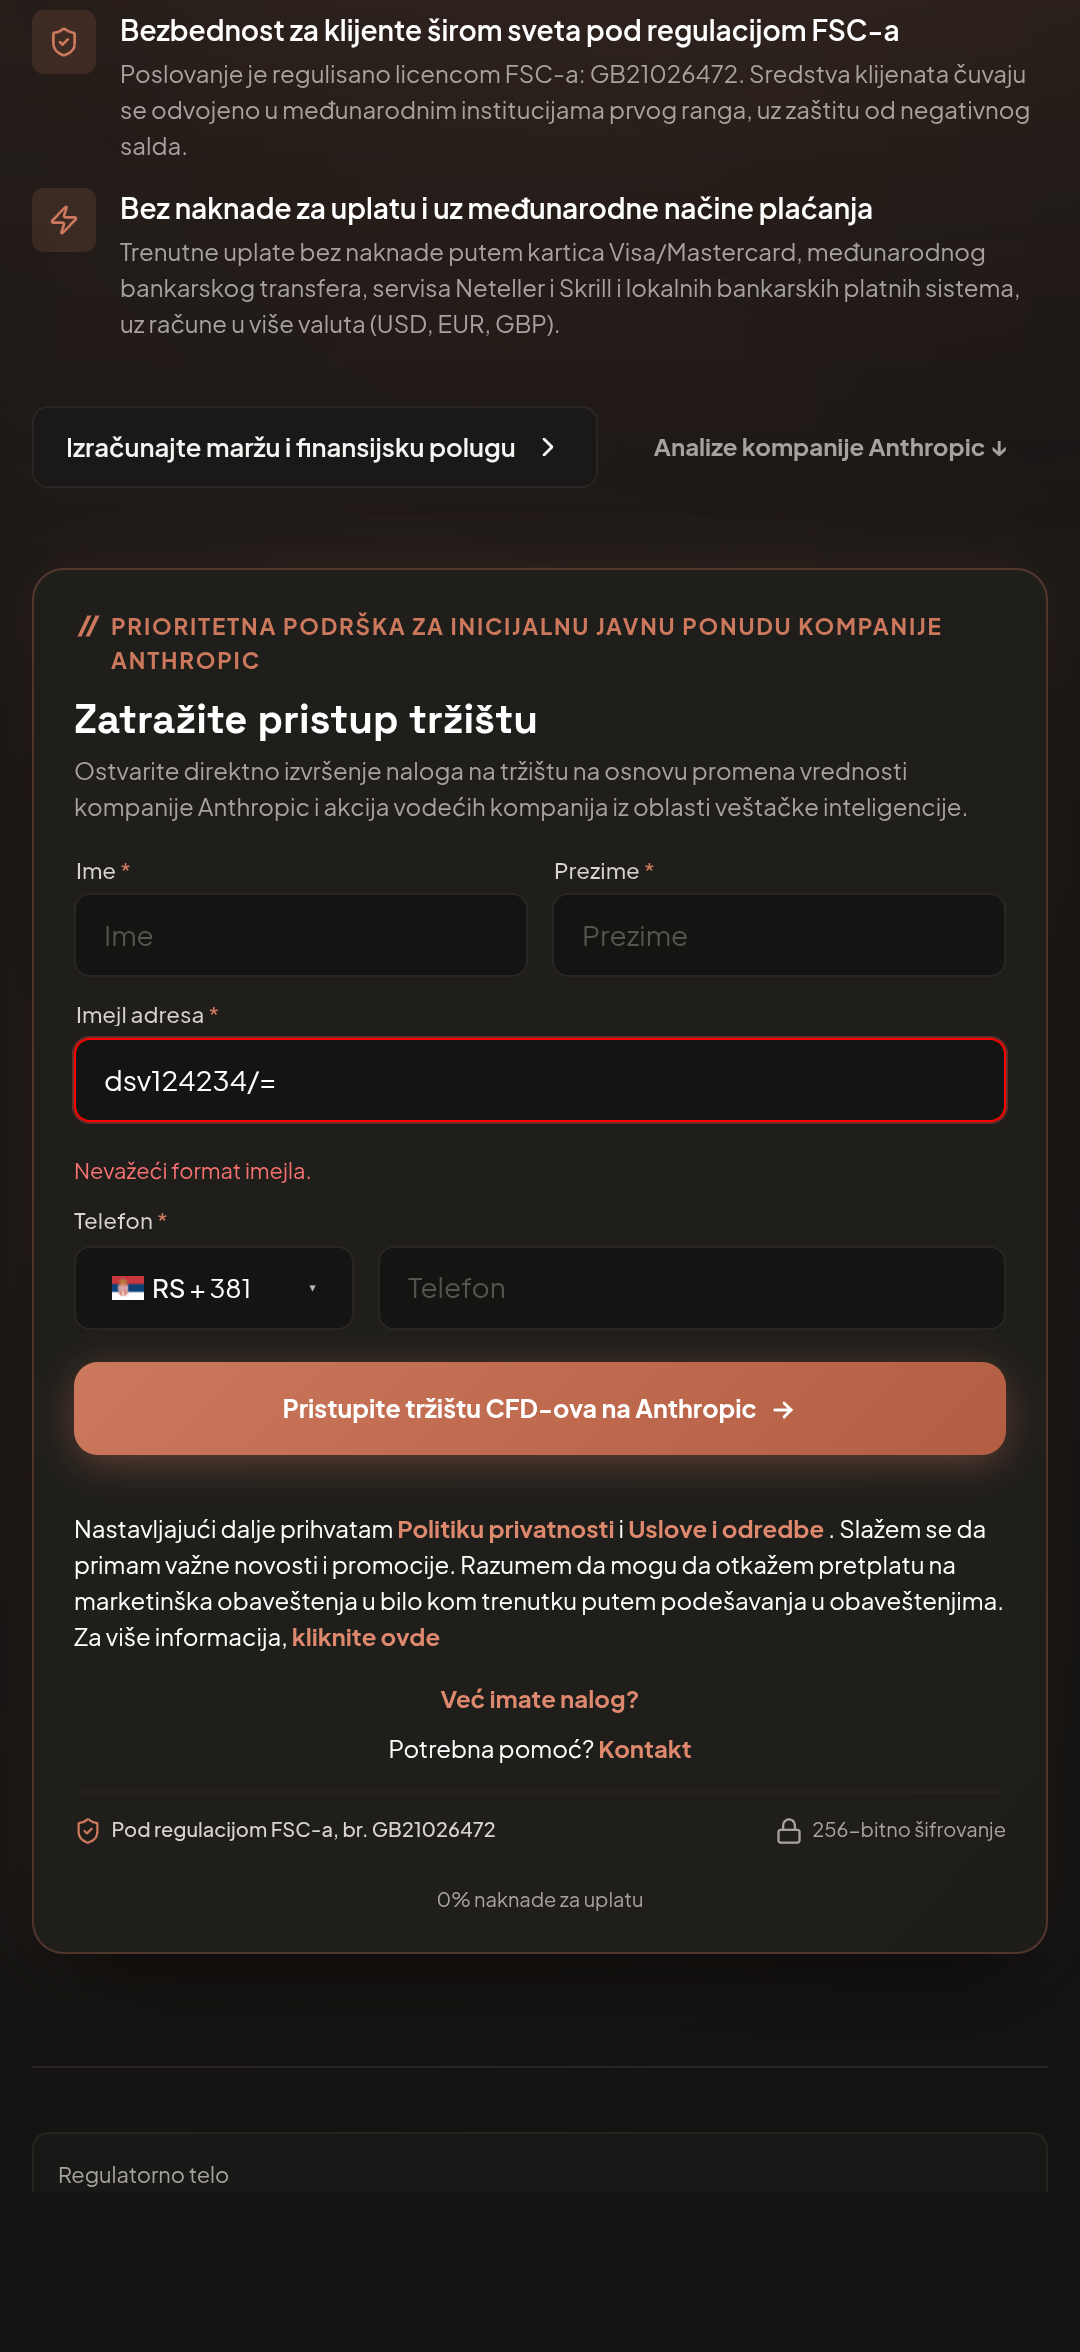 Bezbednost za klijente širom sveta pod regulacijom FSC-a
Poslovanje je regulisano licencom FSC-a: GB21026472. Sredstva klijenata čuvaju
se odvojeno u međunarodnim institucijama prvog ranga, uz zaštitu od negativnog
salda.
Bez naknade za uplatu i uz međunarodne načine plaćanja
Trenutne uplate bez naknade putem kartica Visa/Mastercard, međunarodnog
bankarskog transfera, servisa Neteller i Skrill i lokalnih bankarskih platnih sistema,
uz račune u više valuta (USD, EUR, GBP).
Izračunajte maržu i finansijsku polugu
Analize kompanije Anthropic ↓
// PRIORITETNA PODRŠKA ZA INICIJALNU JAVNU PONUDU KOMPANIJE
ANTHROPIC
Zatražite pristup tržištu
Ostvarite direktno izvršenje naloga na tržištu na osnovu promena vrednosti
kompanije Anthropic i akcija vodećih kompanija iz oblasti veštačke inteligencije.
Ime * Prezime *
Ime Prezime
Imejl adresa *
dsv124234/=
Nevažeći format imejla.
Telefon *
RS + 381 Telefon
Pristupite tržištu CFD-ova na Anthropic →
Nastavljajući dalje prihvatam Politiku privatnosti i Uslove i odredbe . Slažem se da
primam važne novosti i promocije. Razumem da mogu da otkažem pretplatu na
marketinška obaveštenja u bilo kom trenutku putem podešavanja u obaveštenjima.
Za više informacija, kliknite ovde
Već imate nalog?
Potrebna pomoć? Kontakt
Pod regulacijom FSC-a, br. GB21026472
256-bitno šifrovanje
0% naknade za uplatu
Regulatorno telo